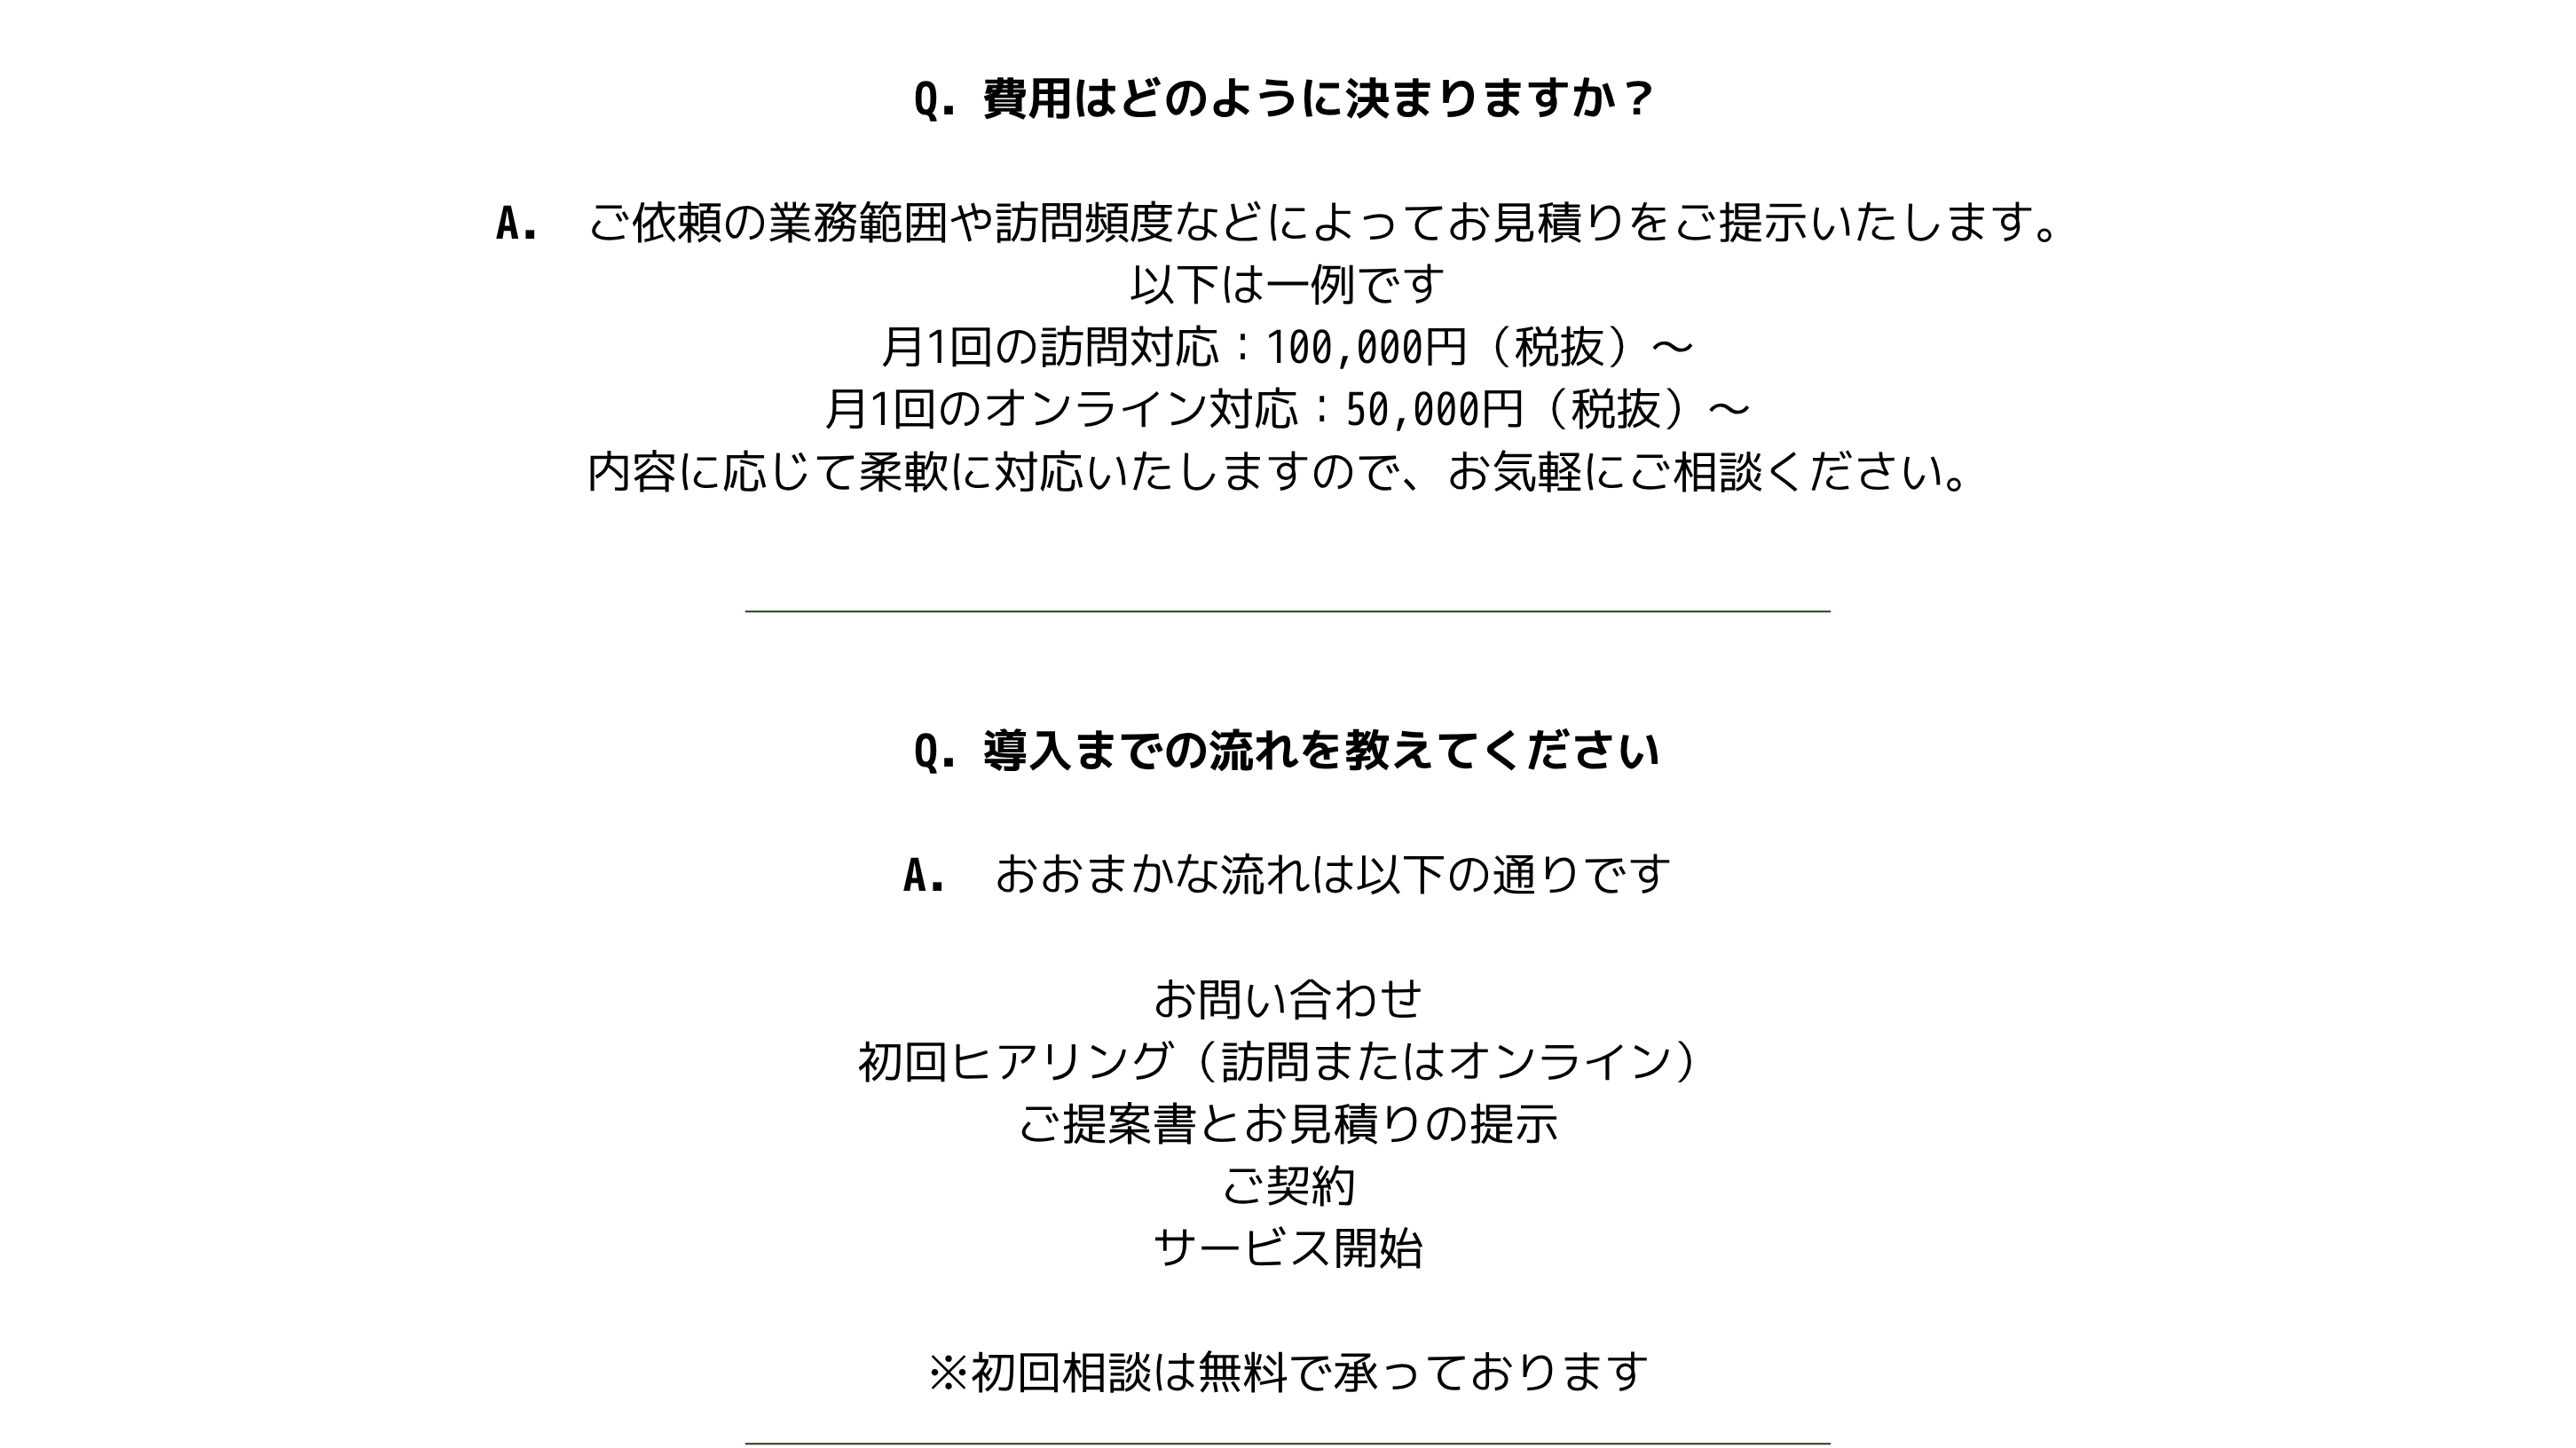 Q. 費用はどのように決まりますか？
A.　ご依頼の業務範囲や訪問頻度などによってお見積りをご提示いたします。
以下は一例です
月1回の訪問対応：100,000円（税抜）～
月1回のオンライン対応：50,000円（税抜）～
内容に応じて柔軟に対応いたしますので、お気軽にご相談ください。
Q. 導入までの流れを教えてください
A.　おおまかな流れは以下の通りです
お問い合わせ
初回ヒアリング（訪問またはオンライン）
ご提案書とお見積りの提示
ご契約
サービス開始
※初回相談は無料で承っております